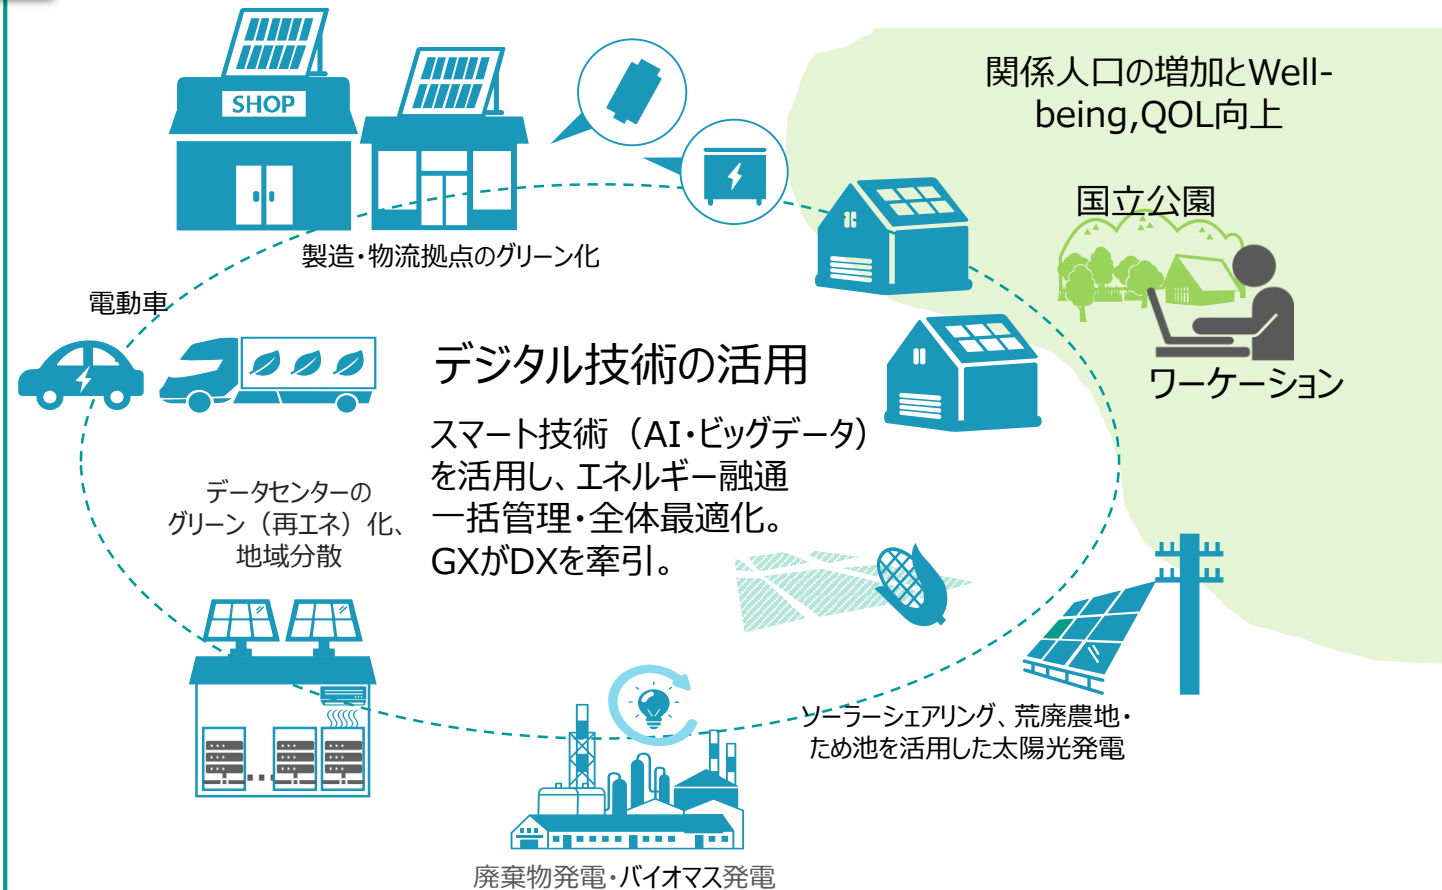 関係人口の増加とWell-
being,QOL向上
SHOP
国立公園
製造・物流拠点のグリーン化
電動車
デジタル技術の活用
ワーケーション
スマート技術（AI・ビッグデータ）
を活用し、エネルギー融通
一括管理・全体最適化。
GXがDXを牽引。
データセンターの
グリーン（再エネ）化、
地域分散
ソーラーシェアリング、荒廃農地・
ため池を活用した太陽光発電
廃棄物発電・バイオマス発電